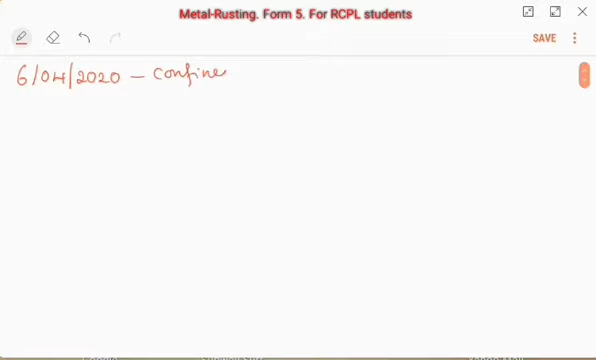 Metal-Rusting. Form 5. For RCPL students
SAVE
6/04/2020 - Confine